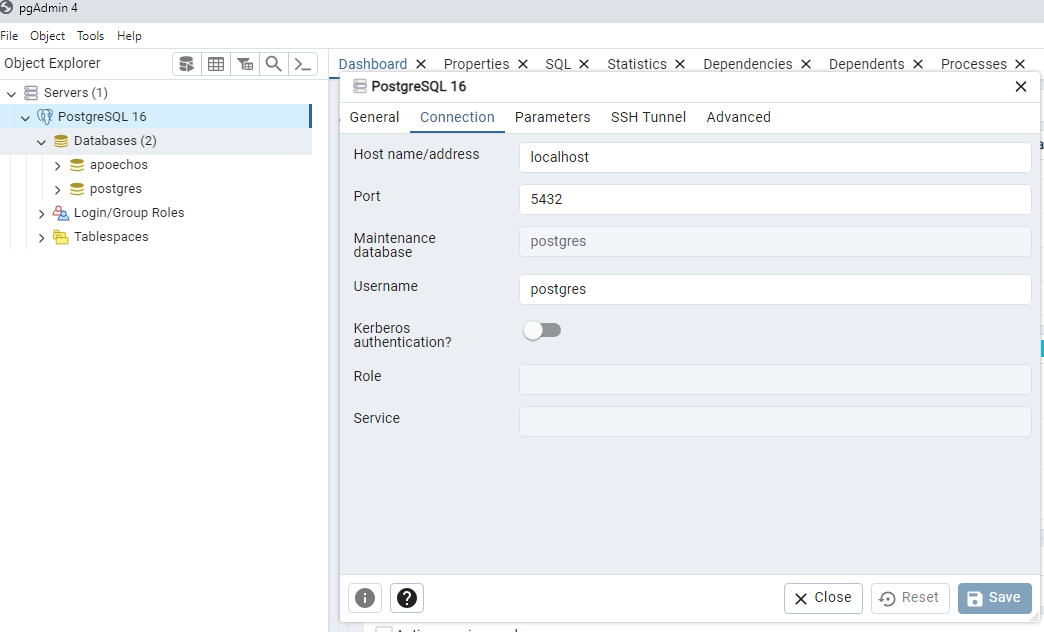 pgAdmin 4
File Object Tools Help
Object Explorer
Dashboard Properties SQL Statistics Dependencies Dependents Processes
Servers (1)
PostgreSQL 16
Databases (2)
apoechos
postgres
Login/Group Roles
Tablespaces
PostgreSQL 16
General Connection Parameters SSH Tunnel Advanced
Host name/address
localhost
Port
5432
Maintenance
database
postgres
Username
postgres
Kerberos
authentication?
Role
Service
Close Reset Save